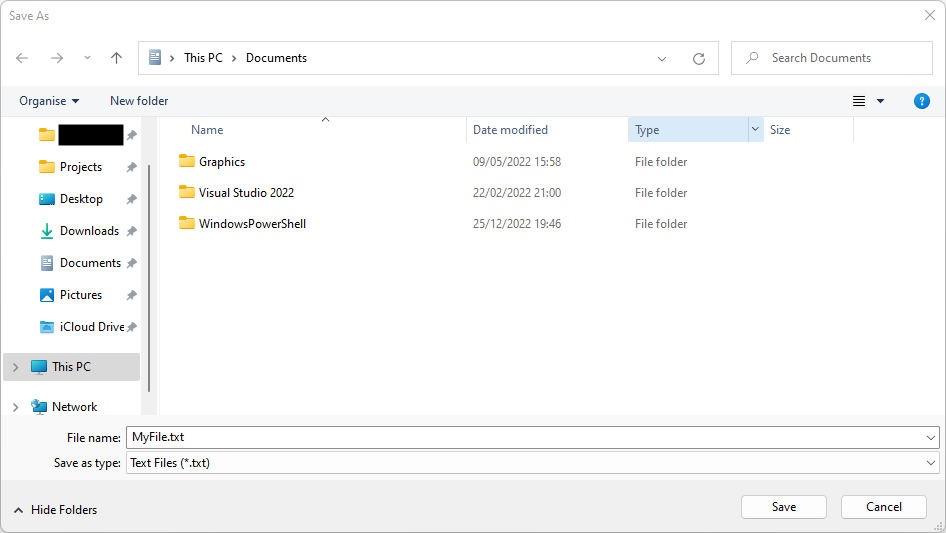 Save As
This PC > Documents
Search Documents
Organise New folder
Name Date modified Type Size
Graphics 09/05/2022 15:58 File folder
Visual Studio 2022 22/02/2022 21:00 File folder
WindowsPowerShell 25/12/2022 19:46 File folder
Projects
Desktop
Downloads
Documents
Pictures
iCloud Drive
This PC
Network
File name: MyFile.txt
Save as type: Text Files (*.txt)
Hide Folders
Save Cancel